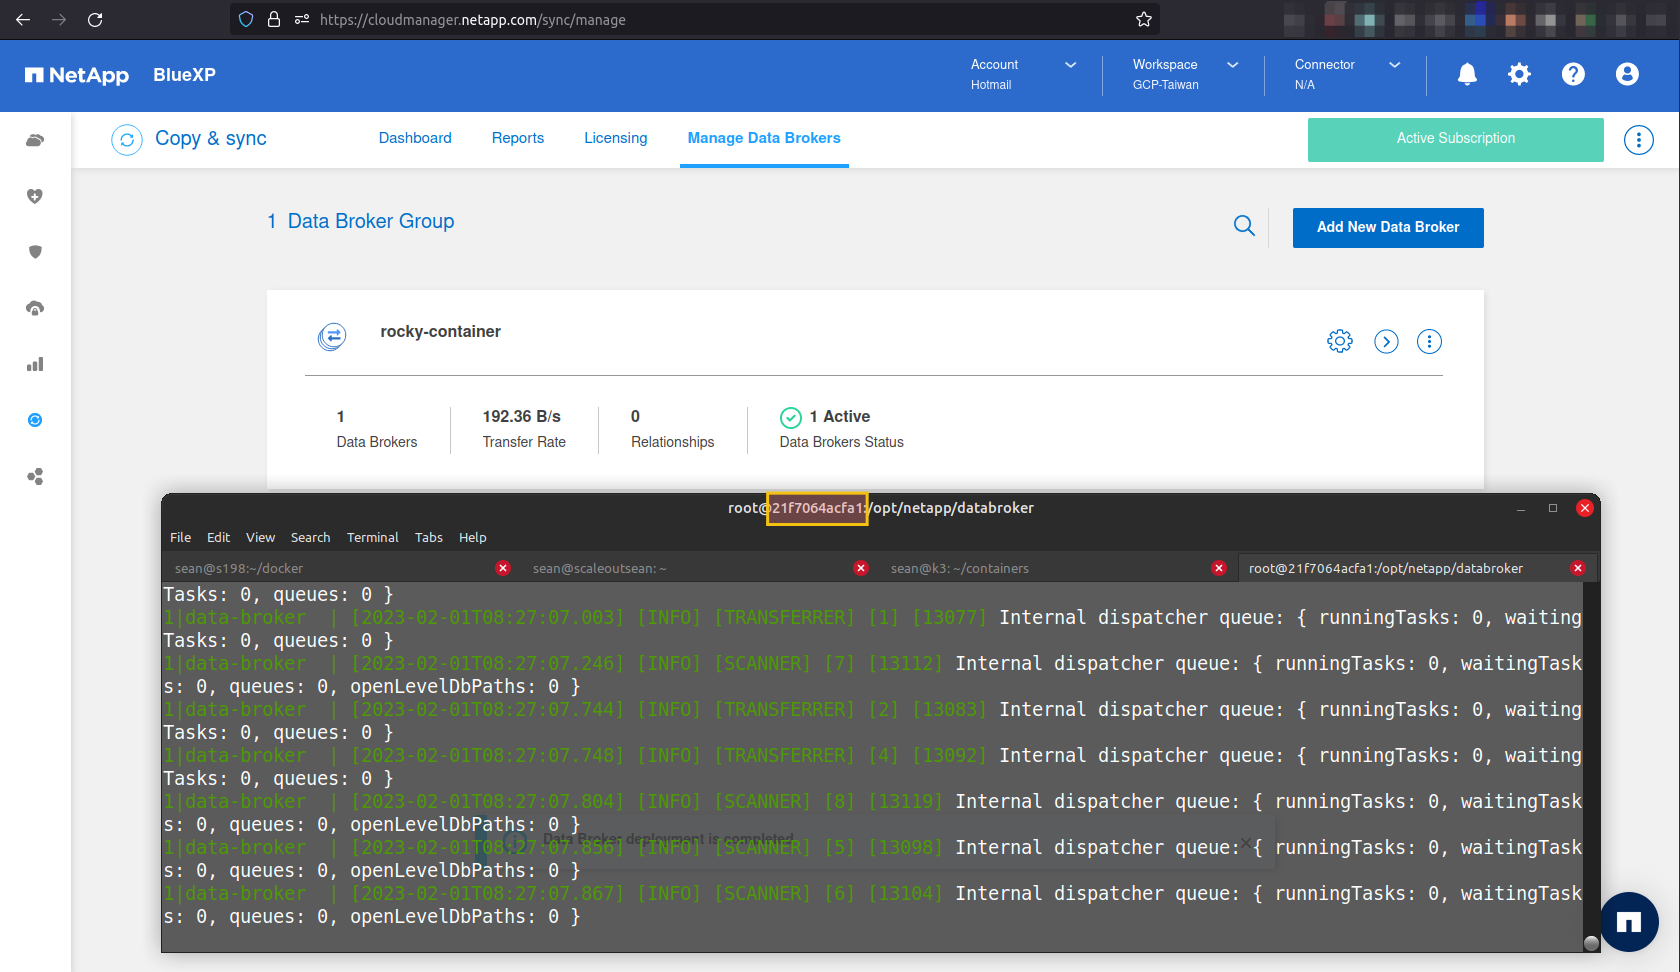 https://cloudmanager.netapp.com/sync/manage
NetApp BlueXP
Account
Hotmail
Workspace
GCP-Taiwan
Connector
N/A
Copy & sync
Dashboard Reports Licensing Manage Data Brokers
Active Subscription
1 Data Broker Group
Add New Data Broker
rocky-container
1
Data Brokers
192.36 B/s
Transfer Rate
0
Relationships
1 Active
Data Brokers Status
root@21f7064acfa1:/opt/netapp/databroker
File Edit View Search Terminal Tabs Help
sean@s198:~/docker sean@scaleoutsean: ~ sean@k3: ~/containers root@21f7064acfa1:/opt/netapp/databroker
Tasks: 0, queues: 0 }
1|data-broker  | [2023-02-01T08:27:07.003] [INFO] [TRANSFERRER] [1] [13077] Internal dispatcher queue: { runningTasks: 0, waiting
Tasks: 0, queues: 0 }
1|data-broker  | [2023-02-01T08:27:07.246] [INFO] [SCANNER] [7] [13112] Internal dispatcher queue: { runningTasks: 0, waitingTask
s: 0, queues: 0, openLevelDbPaths: 0 }
1|data-broker  | [2023-02-01T08:27:07.744] [INFO] [TRANSFERRER] [2] [13083] Internal dispatcher queue: { runningTasks: 0, waiting
Tasks: 0, queues: 0 }
1|data-broker  | [2023-02-01T08:27:07.748] [INFO] [TRANSFERRER] [4] [13092] Internal dispatcher queue: { runningTasks: 0, waiting
Tasks: 0, queues: 0 }
1|data-broker  | [2023-02-01T08:27:07.804] [INFO] [SCANNER] [8] [13119] Internal dispatcher queue: { runningTasks: 0, waitingTask
s: 0, queues: 0, openLevelDbPaths: 0 }
Data Broker deployment is completed
1|data-broker  | [2023-02-01T08:27:07.856] [INFO] [SCANNER] [5] [13098] Internal dispatcher queue: { runningTasks: 0, waitingTask
s: 0, queues: 0, openLevelDbPaths: 0 }
1|data-broker  | [2023-02-01T08:27:07.867] [INFO] [SCANNER] [6] [13104] Internal dispatcher queue: { runningTasks: 0, waitingTask
s: 0, queues: 0, openLevelDbPaths: 0 }